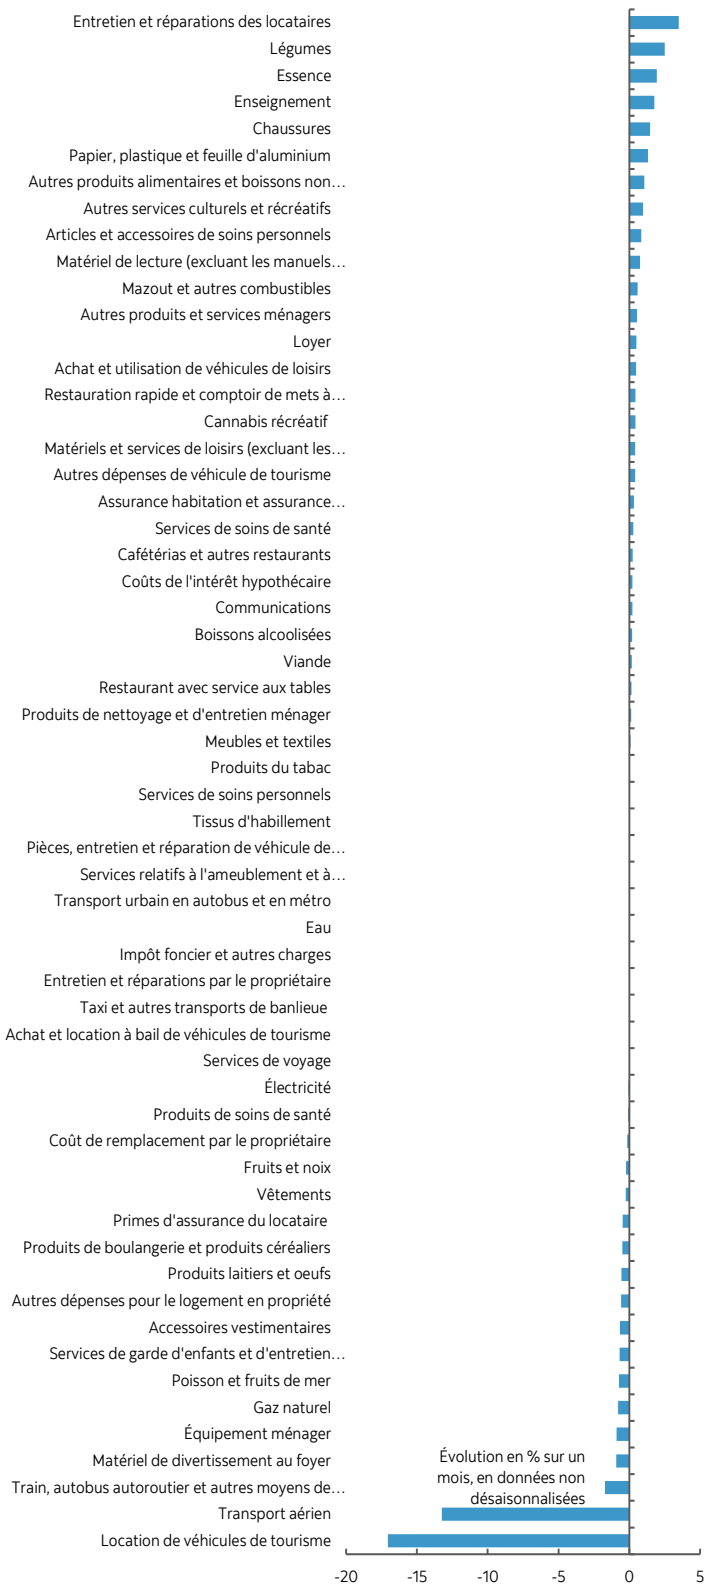 Entretien et réparations des locataires
Légumes
Essence
Enseignement
Chaussures
Papier, plastique et feuille d'aluminium
Autres produits alimentaires et boissons non…
Autres services culturels et récréatifs
Articles et accessoires de soins personnels
Matériel de lecture (excluant les manuels…
Mazout et autres combustibles
Autres produits et services ménagers
Loyer
Achat et utilisation de véhicules de loisirs
Restauration rapide et comptoir de mets à…
Cannabis récréatif
Matériels et services de loisirs (excluant les…
Autres dépenses de véhicule de tourisme
Assurance habitation et assurance…
Services de soins de santé
Cafétérias et autres restaurants
Coûts de l'intérêt hypothécaire
Communications
Boissons alcoolisées
Viande
Restaurant avec service aux tables
Produits de nettoyage et d'entretien ménager
Meubles et textiles
Produits du tabac
Services de soins personnels
Tissus d'habillement
Pièces, entretien et réparation de véhicule de…
Services relatifs à l'ameublement et à…
Transport urbain en autobus et en métro
Eau
Impôt foncier et autres charges
Entretien et réparations par le propriétaire
Taxi et autres transports de banlieue
Achat et location à bail de véhicules de tourisme
Services de voyage
Électricité
Produits de soins de santé
Coût de remplacement par le propriétaire
Fruits et noix
Vêtements
Primes d'assurance du locataire
Produits de boulangerie et produits céréaliers
Produits laitiers et oeufs
Autres dépenses pour le logement en propriété
Accessoires vestimentaires
Services de garde d'enfants et d'entretien…
Poisson et fruits de mer
Gaz naturel
Équipement ménager
Matériel de divertissement au foyer
Train, autobus autoroutier et autres moyens de…
Transport aérien
Location de véhicules de tourisme
Évolution en % sur un
mois, en données non
désaisonnalisées
-20 -15 -10 -5 0 5